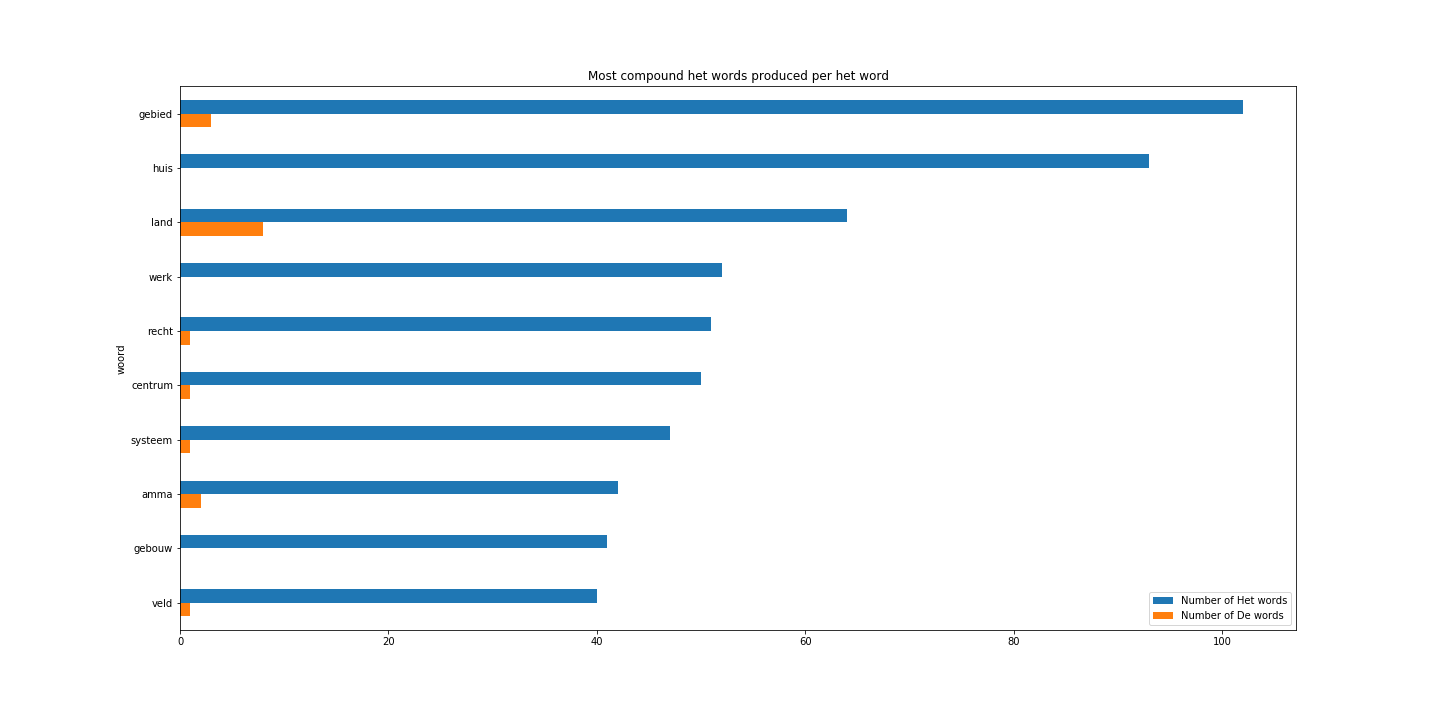 Most compound het words produced per het word
woord
gebied
huis
land
werk
recht
centrum
systeem
amma
gebouw
veld
0 20 40 60 80 100
Number of Het words
Number of De words